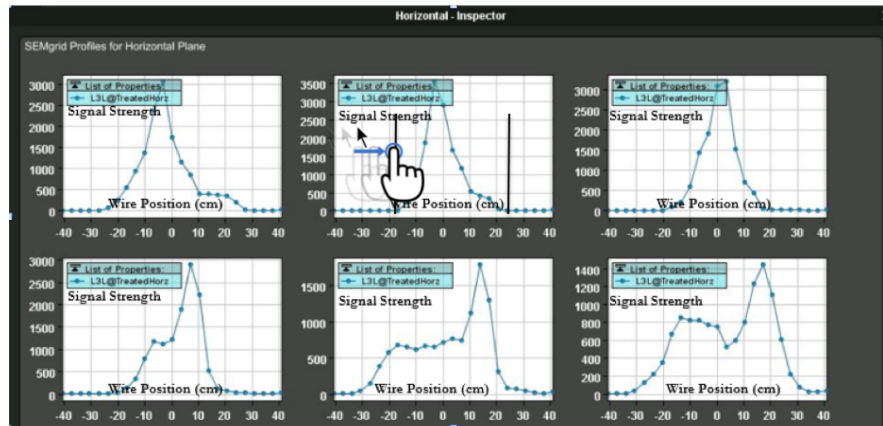 Horizontal - Inspector
SEMgrid Profiles for Horizontal Plane
List of Properties:
L3L@TreatedHorz
Signal Strength
3000
2500
2000
1500
1000
500
0
Wire Position (cm)
-40 -30 -20 -10 0 10 20 30 40
List of Properties:
L3L@TreatedHorz
Signal Strength
3500
3000
2500
2000
1500
1000
500
0
Wire Position (cm)
-40 -30 -20 -10 0 10 20 30 40
List of Properties:
L3L@TreatedHorz
Signal Strength
3000
2500
2000
1500
1000
500
0
Wire Position (cm)
-40 -30 -20 -10 0 10 20 30 40
List of Properties:
L3L@TreatedHorz
Signal Strength
3000
2500
2000
1500
1000
500
0
Wire Position (cm)
-40 -30 -20 -10 0 10 20 30 40
List of Properties:
L3L@TreatedHorz
Signal Strength
1500
1000
500
0
Wire Position (cm)
-40 -30 -20 -10 0 10 20 30 40
List of Properties:
L3L@TreatedHorz
Signal Strength
1400
1200
1000
800
600
400
200
0
Wire Position (cm)
-40 -30 -20 -10 0 10 20 30 40